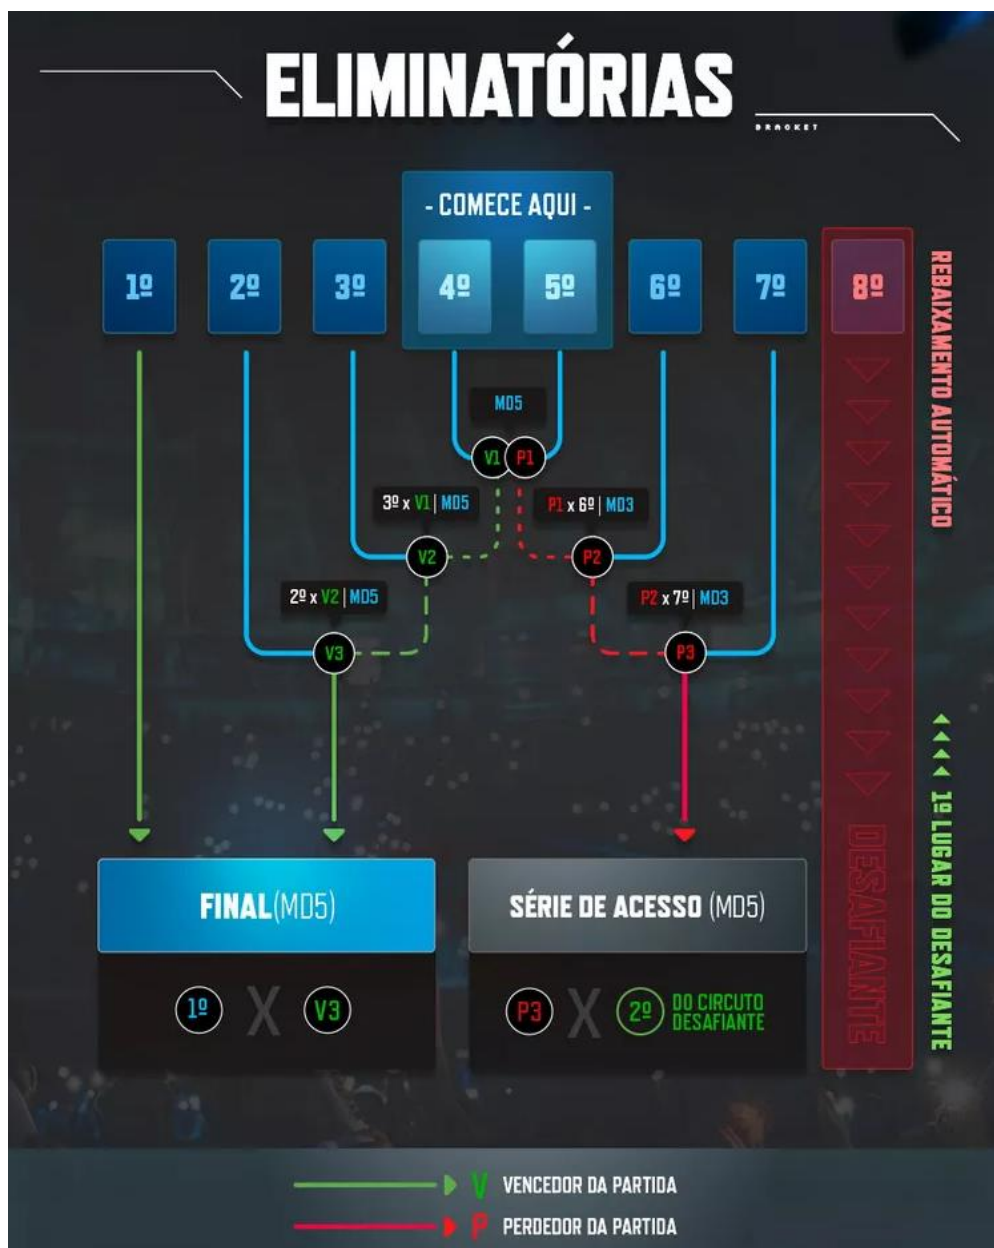 ELIMINATÓRIAS
BRACKET
- COMECE AQUI -
1º
2º
3º
4º
5º
6º
7º
8º
REBAIXAMENTO AUTOMÁTICO
MD5
V1
P1
3º x V1 | MD5
P1 x 6º | MD3
V2
P2
2º x V2 | MD5
P2 x 7º | MD3
V3
P3
1º LUGAR DO DESAFIANTE
DESAFIANTE
FINAL (MD5)
SÉRIE DE ACESSO (MD5)
1º X V3
P3 X 2º DO CIRCUTO
DESAFIANTE
V VENCEDOR DA PARTIDA
P PERDEDOR DA PARTIDA